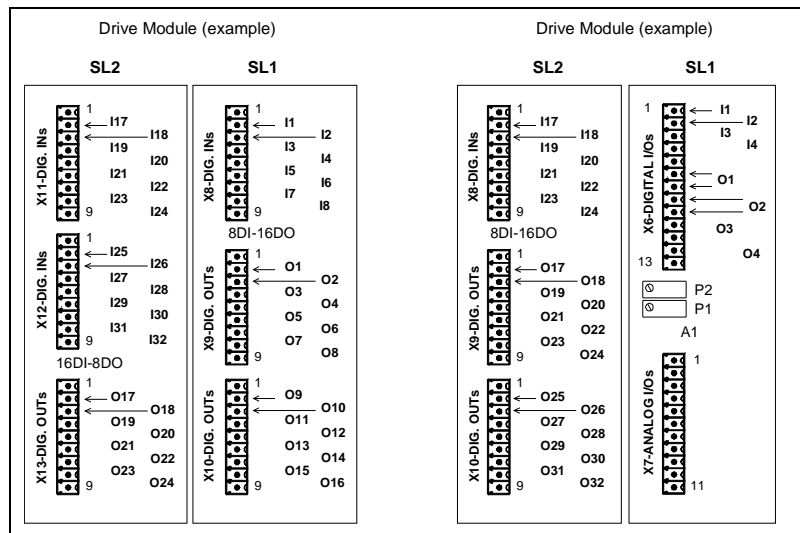 Drive Module (example)
SL2
SL1
X11-DIG. INs
1
I17
I18
I19
I20
I21
I22
I23
I24
9
X12-DIG. INs
1
I25
I26
I27
I28
I29
I30
I31
I32
9
16DI-8DO
X13-DIG. OUTs
1
O17
O18
O19
O20
O21
O22
O23
O24
9
X8-DIG. INs
1
I1
I2
I3
I4
I5
I6
I7
I8
9
8DI-16DO
X9-DIG. OUTs
1
O1
O2
O3
O4
O5
O6
O7
O8
9
X10-DIG. OUTs
1
O9
O10
O11
O12
O13
O14
O15
O16
9
Drive Module (example)
SL2
SL1
X8-DIG. INs
1
I17
I18
I19
I20
I21
I22
I23
I24
9
8DI-16DO
X9-DIG. OUTs
1
O17
O18
O19
O20
O21
O22
O23
O24
9
X10-DIG. OUTs
1
O25
O26
O27
O28
O29
O30
O31
O32
9
X6-DIGITAL I/Os
1
I1
I2
I3
I4
O1
O2
O3
O4
13
P2
P1
A1
X7-ANALOG I/Os
1
11